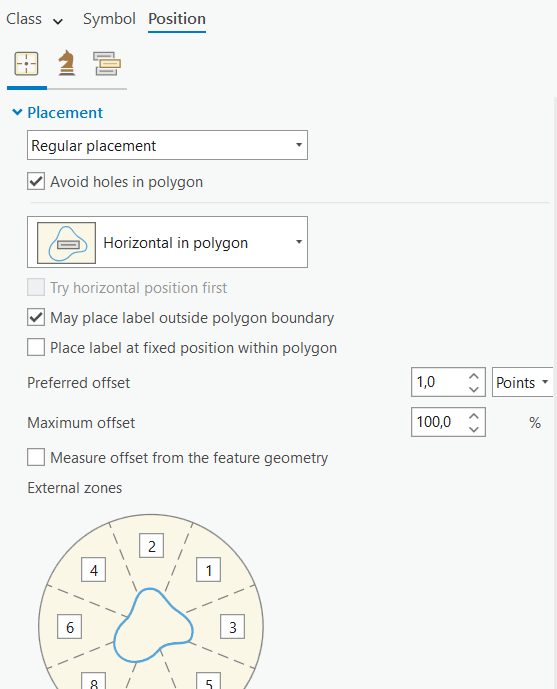 Class Symbol Position
Placement
Regular placement
Avoid holes in polygon
Horizontal in polygon
Try horizontal position first
May place label outside polygon boundary
Place label at fixed position within polygon
Preferred offset 1,0 Points
Maximum offset 100,0 %
Measure offset from the feature geometry
External zones
2
4 1
6 3
8 5